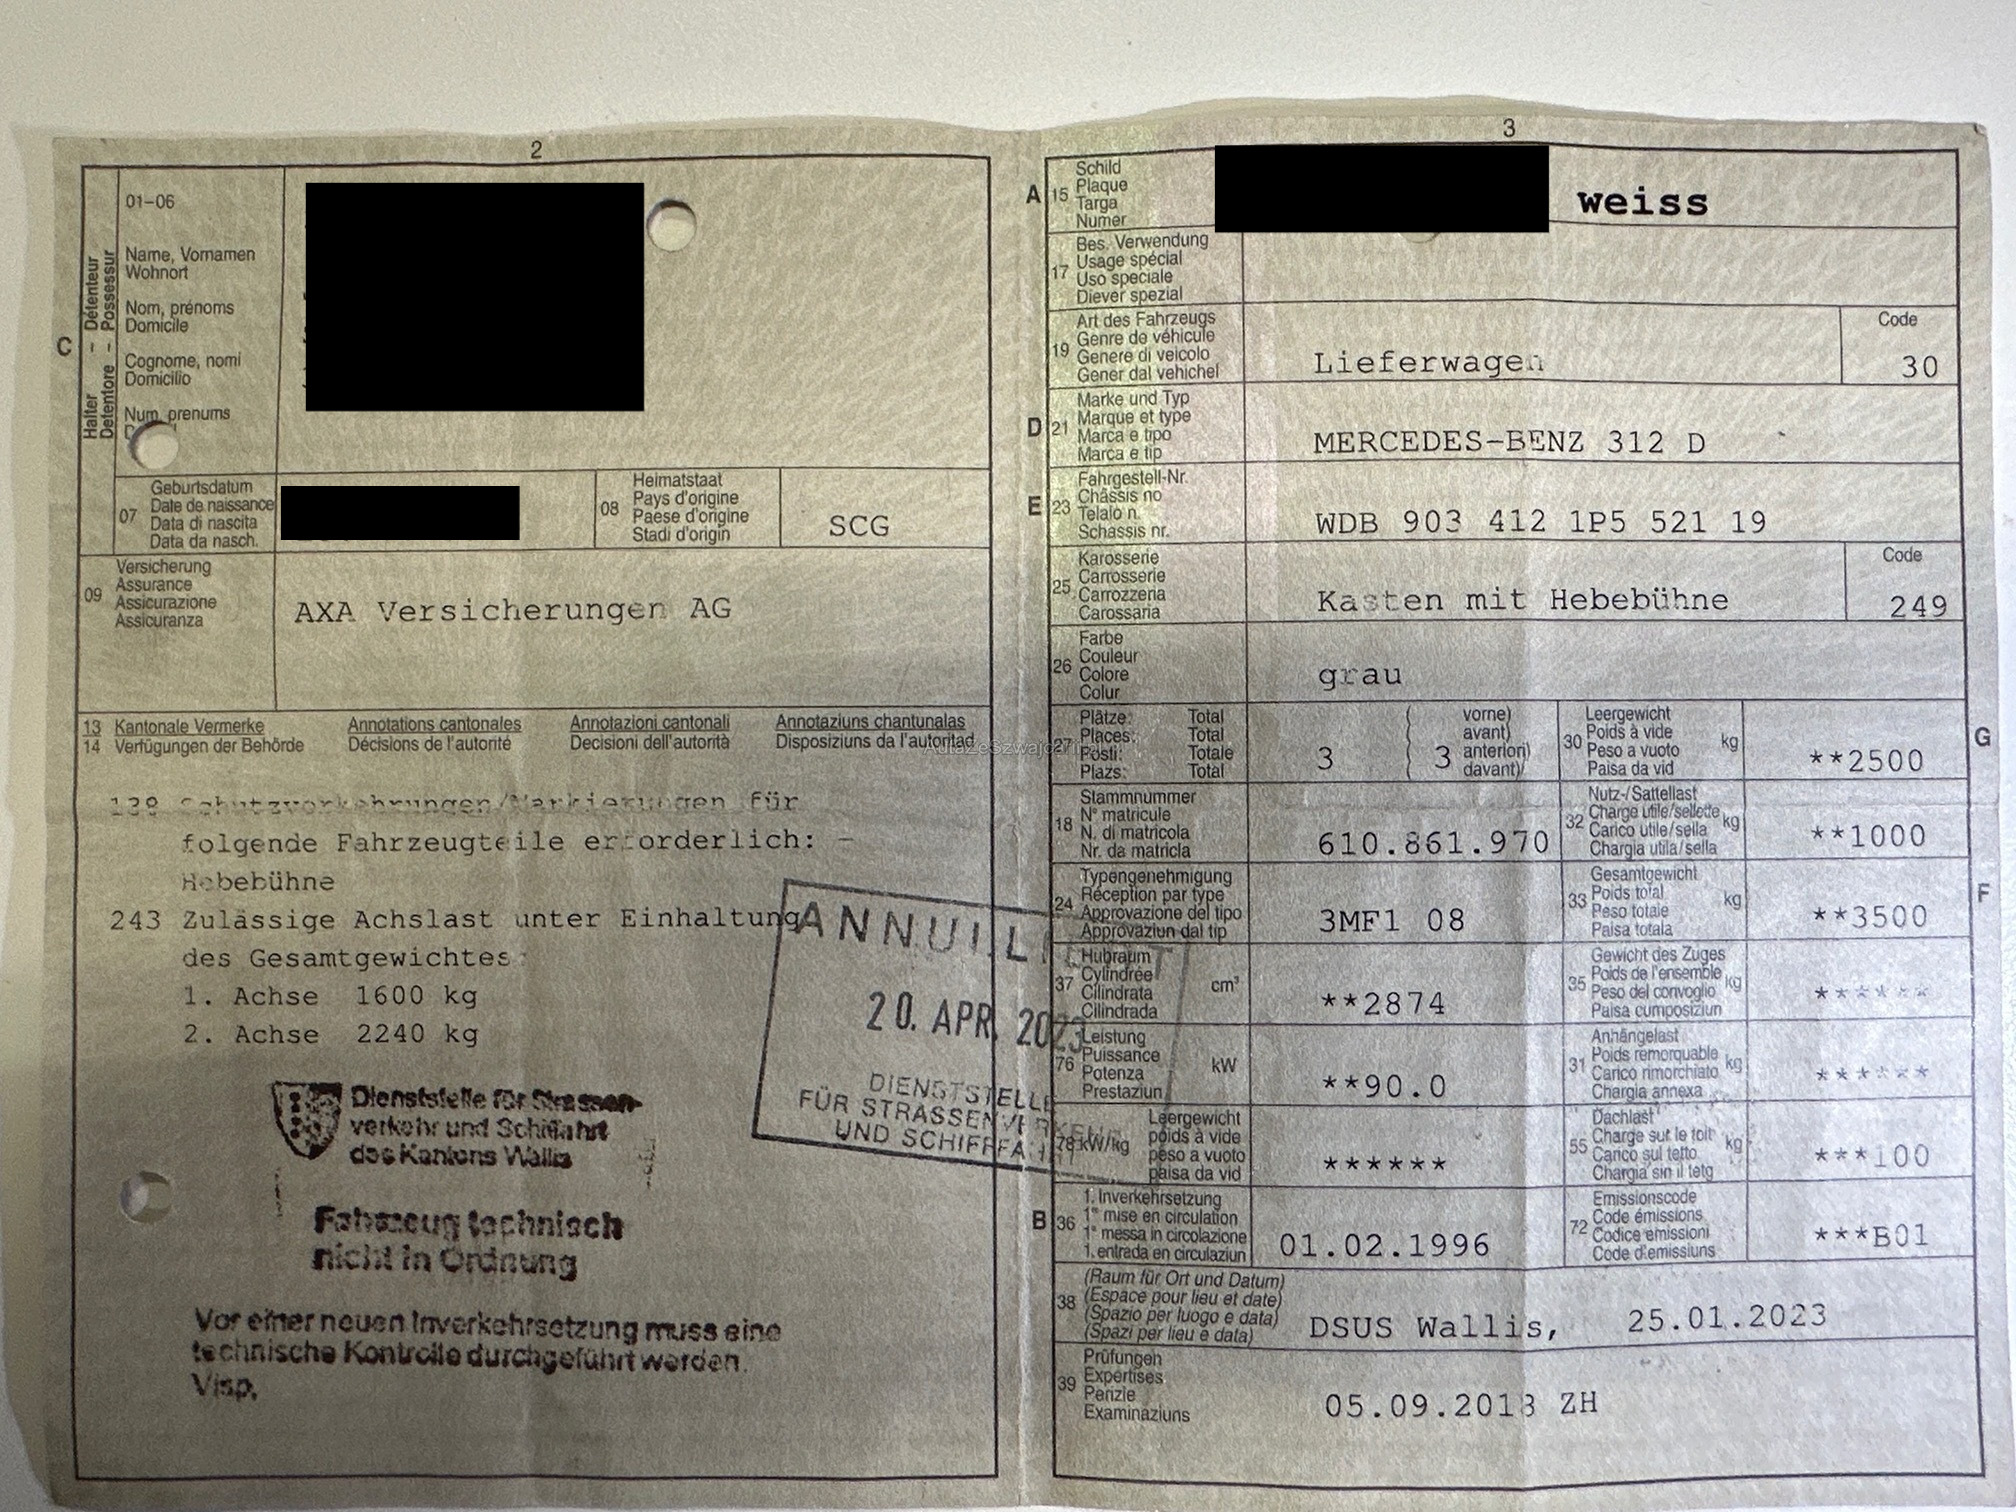 2
01-06
Name, Vornamen
Wohnort
Nom, prénoms
Domicile
Cognome, nomi
Domicilio
Num, prenums
C
Halter – Détenteur
Detentore – Possessur
07
Geburtsdatum
Date de naissance
Data di nascita
Data da nasch.
08
Heimatstaat
Pays d'origine
Paese d'origine
Stadi d'origin
SCG
09
Versicherung
Assurance
Assicurazione
Assicuranza
AXA Versicherungen AG
13 Kantonale Vermerke Annotations cantonales Annotazioni cantonali Annotaziuns chantunalas
14 Verfügungen der Behörde Décisions de l'autorité Decisioni dell'autorità Disposiziuns da l'autoritad
138 Schutzvorkehrungen/Markierungen für
folgende Fahrzeugteile erforderlich: –
Hebebühne
243 Zulässige Achslast unter Einhaltung
des Gesamtgewichtes:
1. Achse 1600 kg
2. Achse 2240 kg
ANNULLIERT
20. APR. 2023
DIENSTSTELLE
FÜR STRASSENVERKEHR
UND SCHIFFFAHRT
Dienststelle für Strassen-
verkehr und Schiffahrt
des Kantons Wallis
Fahrzeug technisch
nicht in Ordnung
Vor einer neuen Inverkehrsetzung muss eine
technische Kontrolle durchgeführt werden.
Visp,
3
A
15
Schild
Plaque
Targa
Numer
weiss
17
Bes. Verwendung
Usage spécial
Uso speciale
Diever spezial
19
Art des Fahrzeugs
Genre de véhicule
Genere di veicolo
Gener dal vehichel
Lieferwagen
Code
30
D
21
Marke und Typ
Marque et type
Marca e tipo
Marca e tip
MERCEDES-BENZ 312 D
E
23
Fahrgestell-Nr.
Châssis no
Telaio n.
Schassis nr.
WDB 903 412 1P5 521 19
25
Karosserie
Carrosserie
Carrozzeria
Carossaria
Kasten mit Hebebühne
Code
249
26
Farbe
Couleur
Colore
Colur
grau
27
Plätze: Total
Places: Total
Posti: Totale
Plazs: Total
3
3
vorne)
avant)
anteriori)
davant)
30
Leergewicht
Poids à vide
Peso a vuoto
Paisa da vid
kg
**2500
G
18
Stammnummer
N° matricule
N. di matricola
Nr. da matricla
610.861.970
32
Nutz-/Sattellast
Charge utile/sellette
Carico utile/sella
Chargia utila/sella
kg
**1000
24
Typengenehmigung
Réception par type
Approvazione del tipo
Approvaziun dal tip
3MF1 08
33
Gesamtgewicht
Poids total
Peso totale
Paisa totala
kg
**3500
F
37
Hubraum
Cylindrée
Cilindrata
Cilindrada
cm³
**2874
35
Gewicht des Zuges
Poids de l'ensemble
Peso del convoglio
Paisa cumposiziun
kg
******
76
Leistung
Puissance
Potenza
Prestaziun
kW
**90.0
31
Anhängelast
Poids remorquable
Carico rimorchiato
Chargia annexa
kg
******
78 kW/kg
Leergewicht
poids à vide
peso a vuoto
paisa da vid
******
55
Dachlast
Charge sur le toit
Carico sul tetto
Chargia sin il tetg
kg
***100
B
36
1. Inverkehrsetzung
1re mise en circulation
1a messa in circolazione
1. entrada en circulaziun
01.02.1996
72
Emissionscode
Code émissions
Codice emissioni
Code d'emissiuns
***B01
38
(Raum für Ort und Datum)
(Espace pour lieu et date)
(Spazio per luogo e data)
(Spazi per lieu e data)
DSUS Wallis, 25.01.2023
39
Prüfungen
Expertises
Perizie
Examinaziuns
05.09.2018 ZH